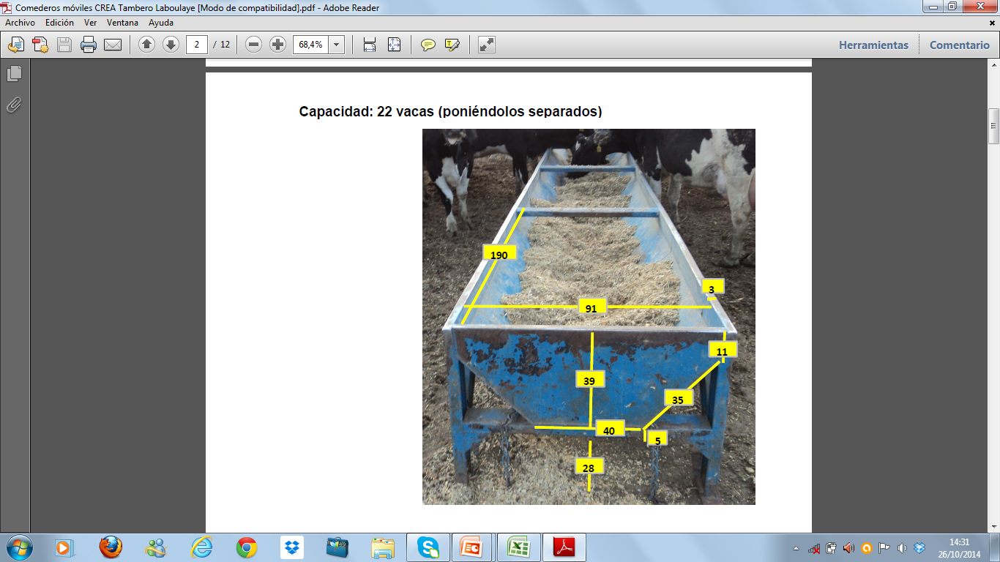 Comederos móviles CREA Tambero Laboulaye [Modo de compatibilidad].pdf - Adobe Reader
Archivo Edición Ver Ventana Ayuda
2 / 12 68,4% Herramientas Comentario
Capacidad: 22 vacas (poniéndolos separados)
190
3
91
11
39
35
40
5
28
14:31
26/10/2014